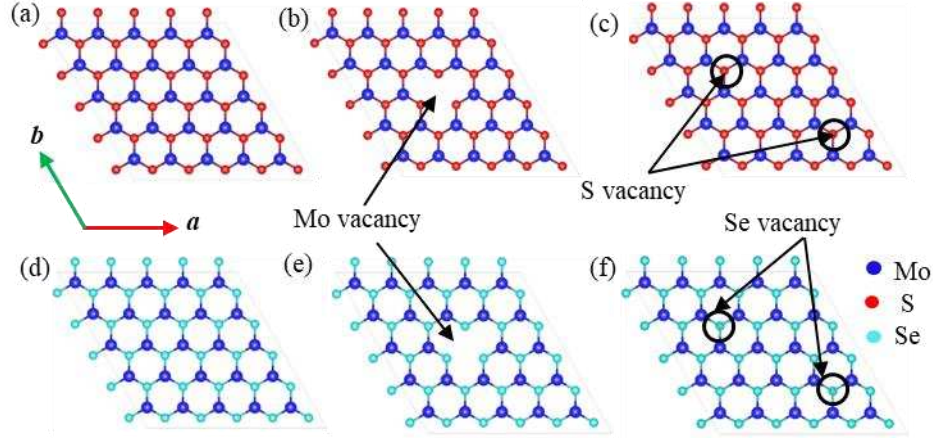 (a)
(b)
(c)
b
a
Mo vacancy
S vacancy
Se vacancy
(d)
(e)
(f)
Mo
S
Se